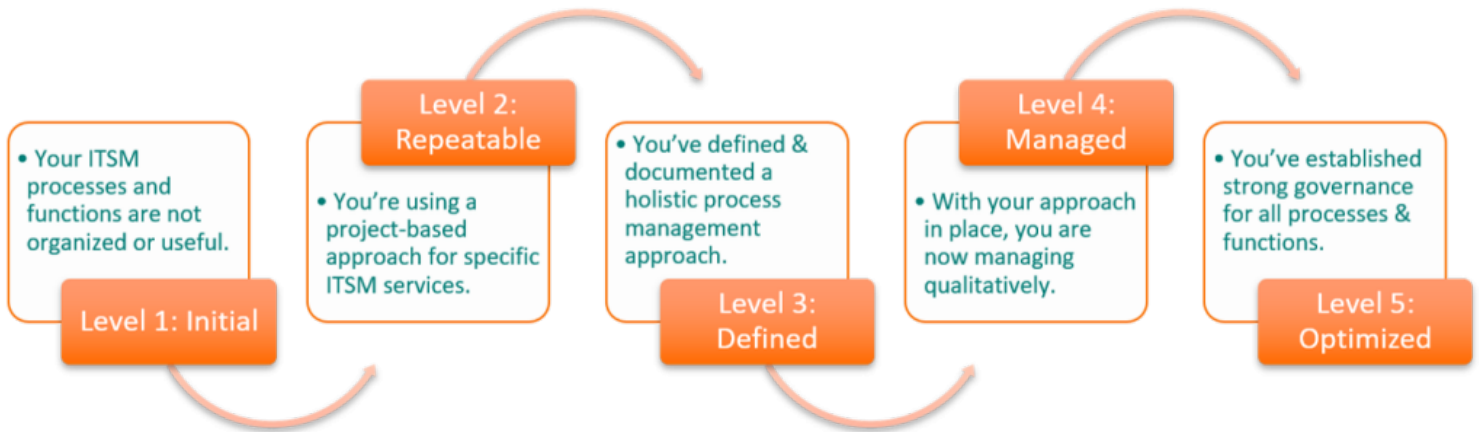 • Your ITSM
processes and
functions are not
organized or useful.
Level 1: Initial
Level 2:
Repeatable
• You’re using a
project-based
approach for specific
ITSM services.
• You’ve defined &
documented a
holistic process
management
approach.
Level 3:
Defined
Level 4:
Managed
• With your approach
in place, you are
now managing
qualitatively.
• You’ve established
strong governance
for all processes &
functions.
Level 5:
Optimized